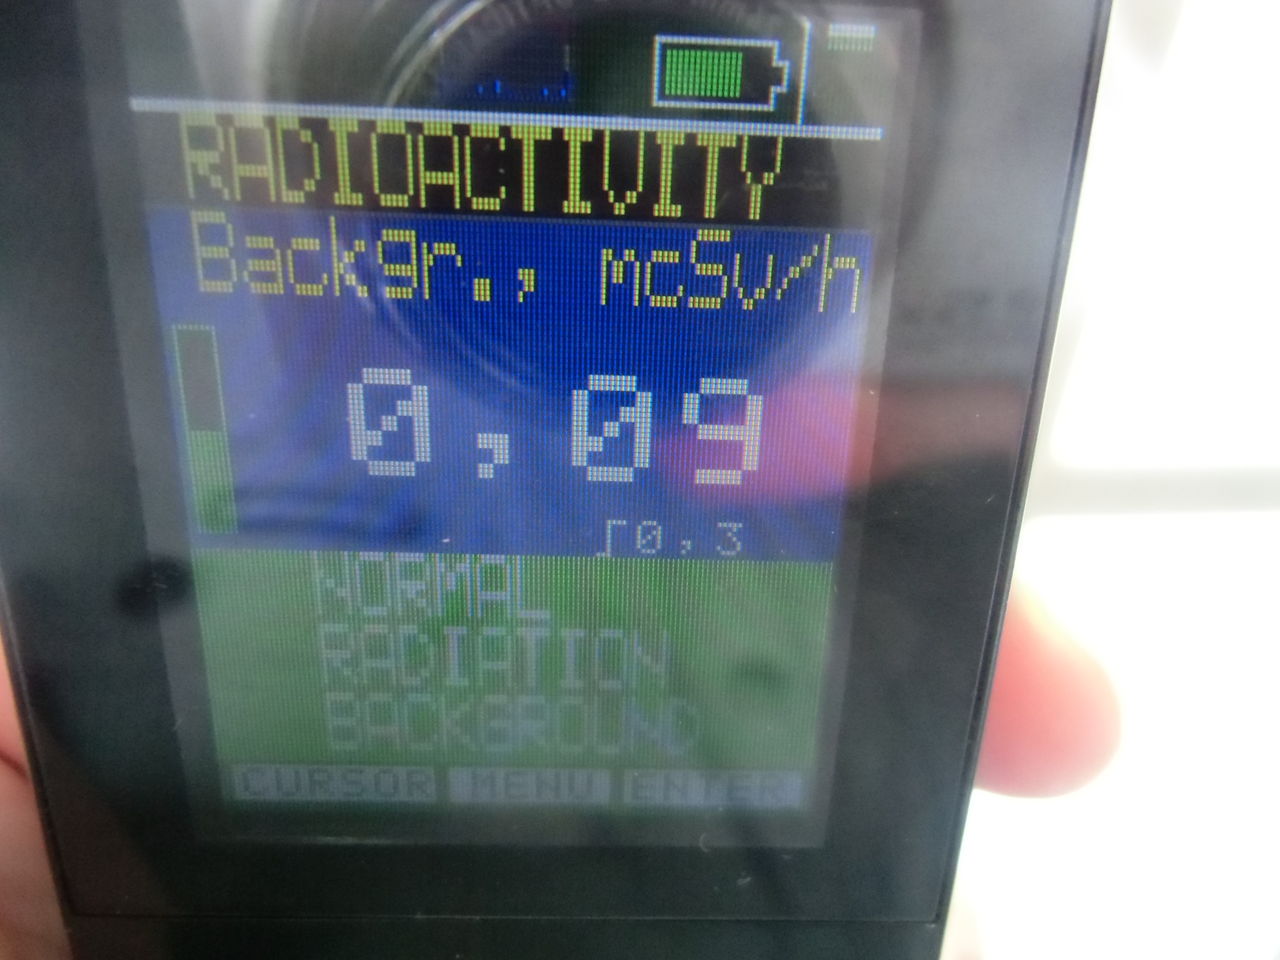 RADIOACTIVITY
Backgr., mcSv/h
0,09
⌈0,3
NORMAL
RADIATION
BACKGROUND
CURSOR MENU ENTER